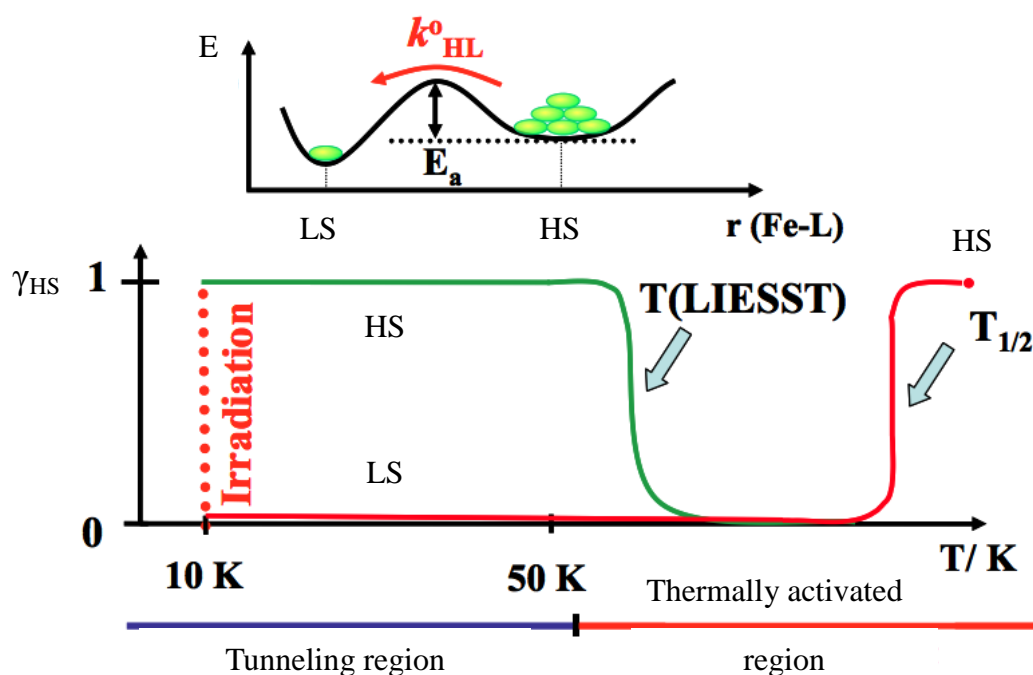 E
k°HL
Ea
LS
HS
r (Fe-L)
HS
γHS
1
T(LIESST)
T1/2
HS
Irradiation
LS
0
10 K
50 K
T/ K
Thermally activated
Tunneling region
region